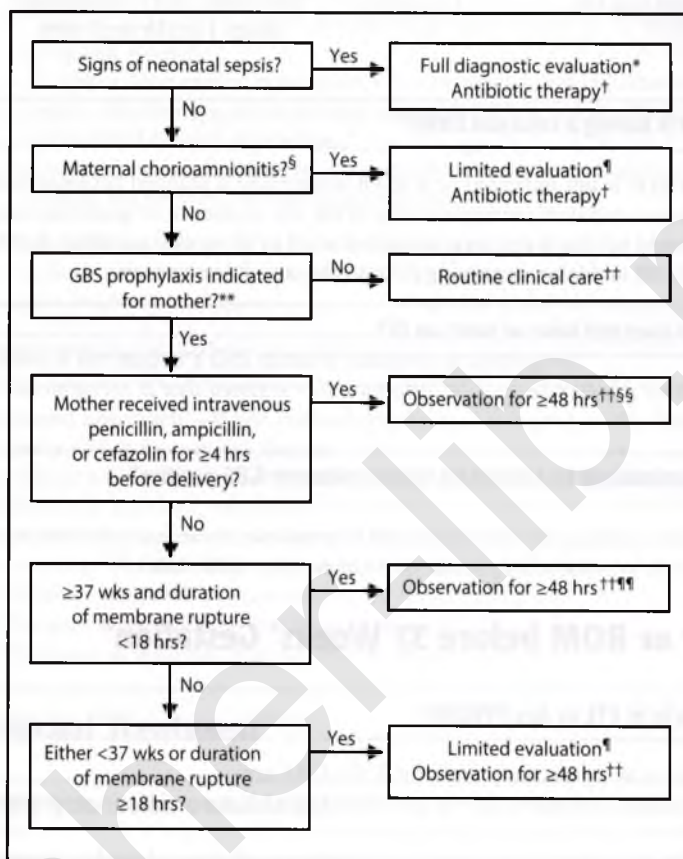 Signs of neonatal sepsis?
Yes
Full diagnostic evaluation*
Antibiotic therapy†
No
Maternal chorioamnionitis?§
Yes
Limited evaluation¶
Antibiotic therapy†
No
GBS prophylaxis indicated
for mother?**
No
Routine clinical care††
Yes
Mother received intravenous
penicillin, ampicillin,
or cefazolin for ≥4 hrs
before delivery?
Yes
Observation for ≥48 hrs††§§
No
≥37 wks and duration
of membrane rupture
<18 hrs?
Yes
Observation for ≥48 hrs††¶¶
No
Either <37 wks or duration
of membrane rupture
≥18 hrs?
Yes
Limited evaluation¶
Observation for ≥48 hrs††
her-lib.